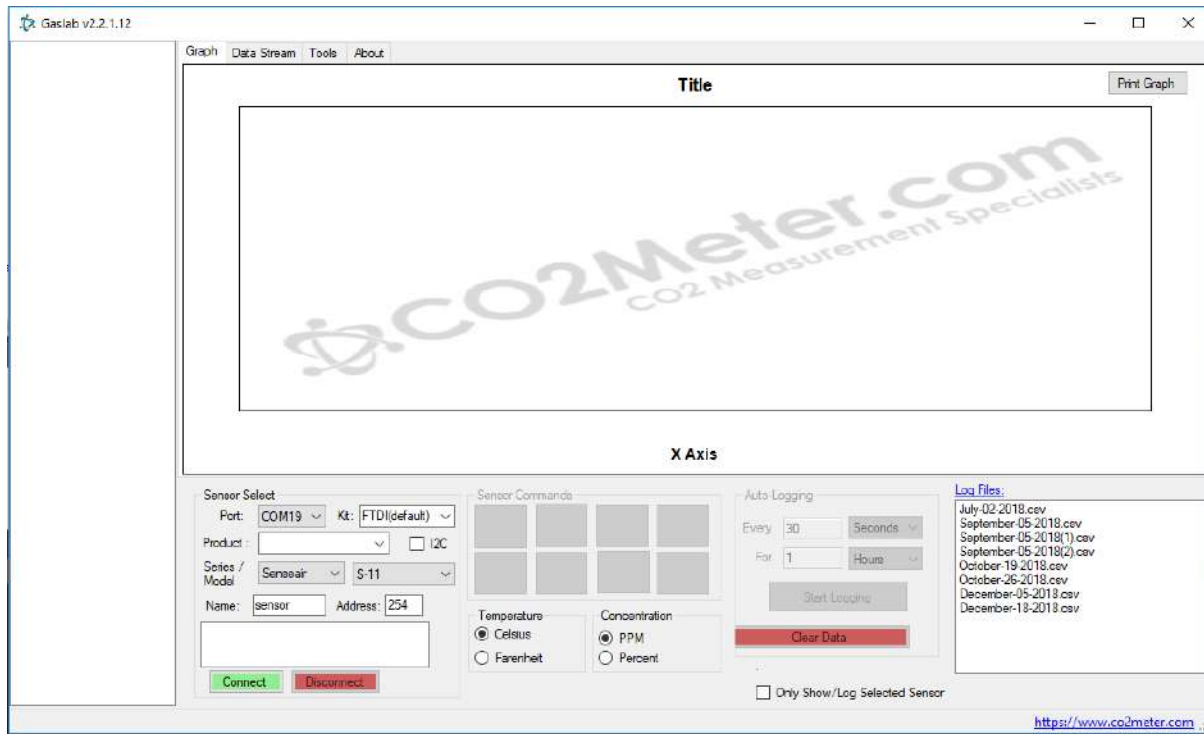 Gaslab v2.2.1.12
Graph Data Stream Tools About
Title
Print Graph
CO2Meter.com
CO2 Measurement Specialists
X Axis
Sensor Select
Port: COM19 Kit: FTDI(default)
Product : I2C
Series / Model Senseair S-11
Name: sensor Address: 254
Connect Disconnect
Sensor Commands
Temperature
Celsius
Farenheit
Concentration
PPM
Percent
Auto Logging
Every 30 Seconds
For 1 Hours
Start Logging
Clear Data
Only Show/Log Selected Sensor
Log Files:
July-02-2018.csv
September-05-2018.csv
September-05-2018(1).csv
September-05-2018(2).csv
October-19-2018.csv
October-26-2018.csv
December-05-2018.csv
December-18-2018.csv
https://www.co2meter.com